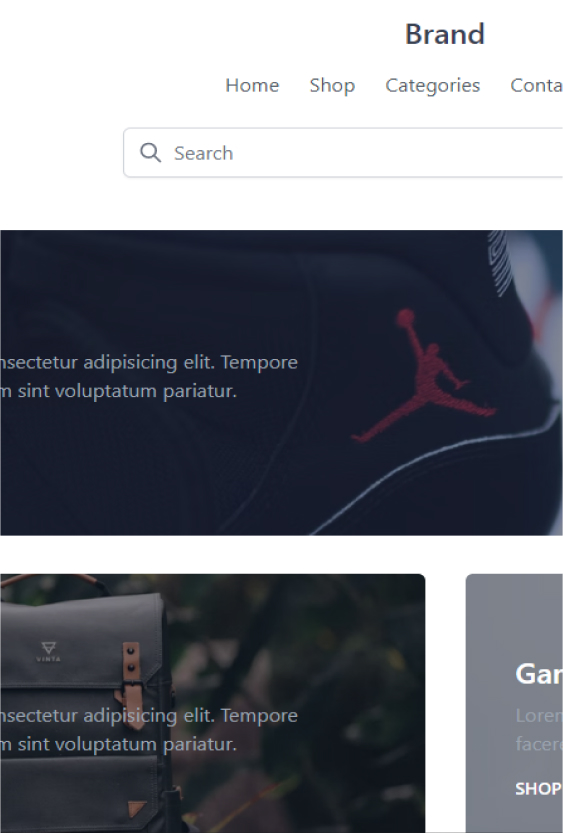 Brand
Home Shop Categories Conta
Search
nsectetur adipisicing elit. Tempore
m sint voluptatum pariatur.
VINTA
nsectetur adipisicing elit. Tempore
m sint voluptatum pariatur.
Gar
Lorem
facere
SHOP